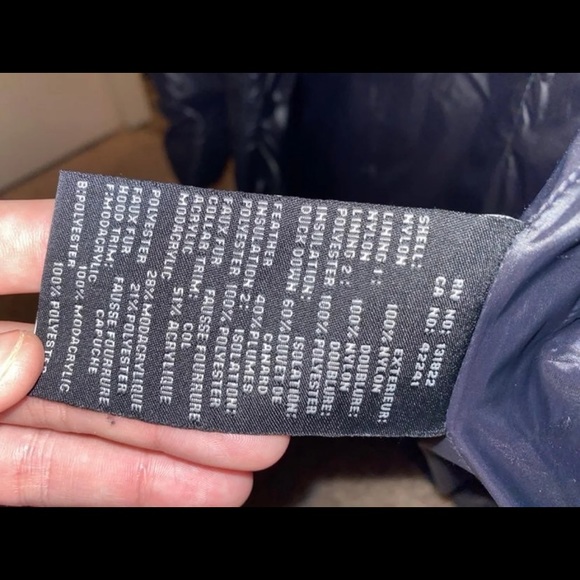 RN NO: 131822
CA NO: 42241
SHELL: EXTERIEUR:
NYLON 100% NYLON
LINING 1: DOUBLURE:
NYLON 100% NYLON
LINING 2: DOUBLURE:
POLYESTER 100% POLYESTER
INSULATION: ISOLATION:
DUCK DOWN 60% DUVET DE
CANARD
FEATHER 40% PLUMES
INSULATION 2: ISOLATION:
POLYESTER 100% POLYESTER
FAUX FUR FAUSSE FOURRURE
COLLAR TRIM: COL
ACRYLIC 51% ACRYLIQUE
MODACRYLIC 28% MODACRYLIQUE
POLYESTER 21% POLYESTER
FAUX FUR FAUSSE FOURRURE
HOOD TRIM: CAPUCHE
F:MODACRYLIC 100% MODACRYLIC
B:POLYESTER 100% POLYESTER